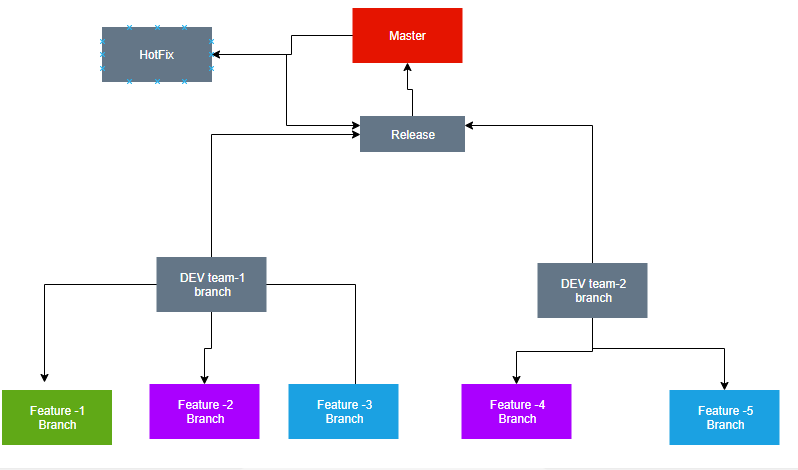 Master
HotFix
Release
DEV team-1
branch
DEV team-2
branch
Feature -1
Branch
Feature -2
Branch
Feature -3
Branch
Feature -4
Branch
Feature -5
Branch